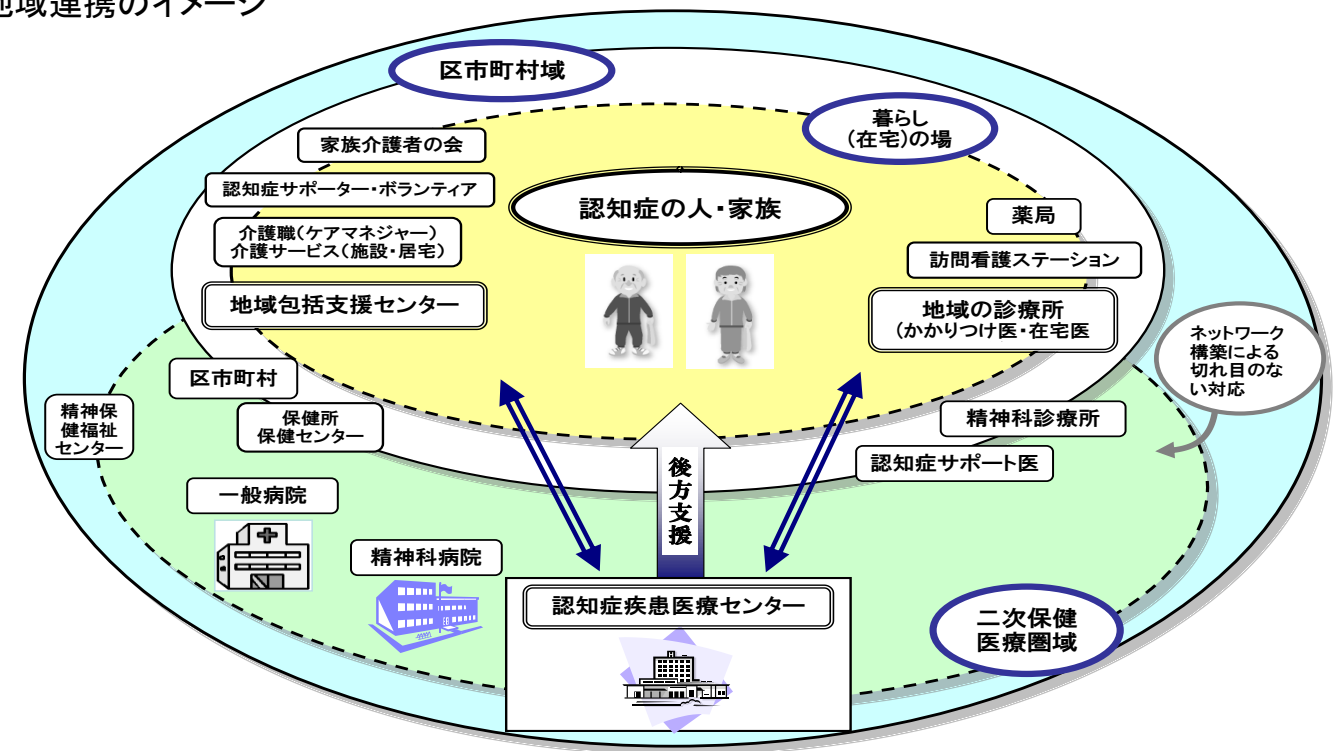 地域連携のイメージ
区市町村域
暮らし
(在宅)の場
家族介護者の会
認知症サポーター・ボランティア
認知症の人・家族
薬局
介護職(ケアマネジャー)
介護サービス(施設・居宅)
訪問看護ステーション
地域包括支援センター
地域の診療所
(かかりつけ医・在宅医
ネットワーク
構築による
切れ目のな
い対応
区市町村
精神保
健福祉
センター
保健所
保健センター
精神科診療所
認知症サポート医
後方支援
一般病院
精神科病院
認知症疾患医療センター
二次保健
医療圏域